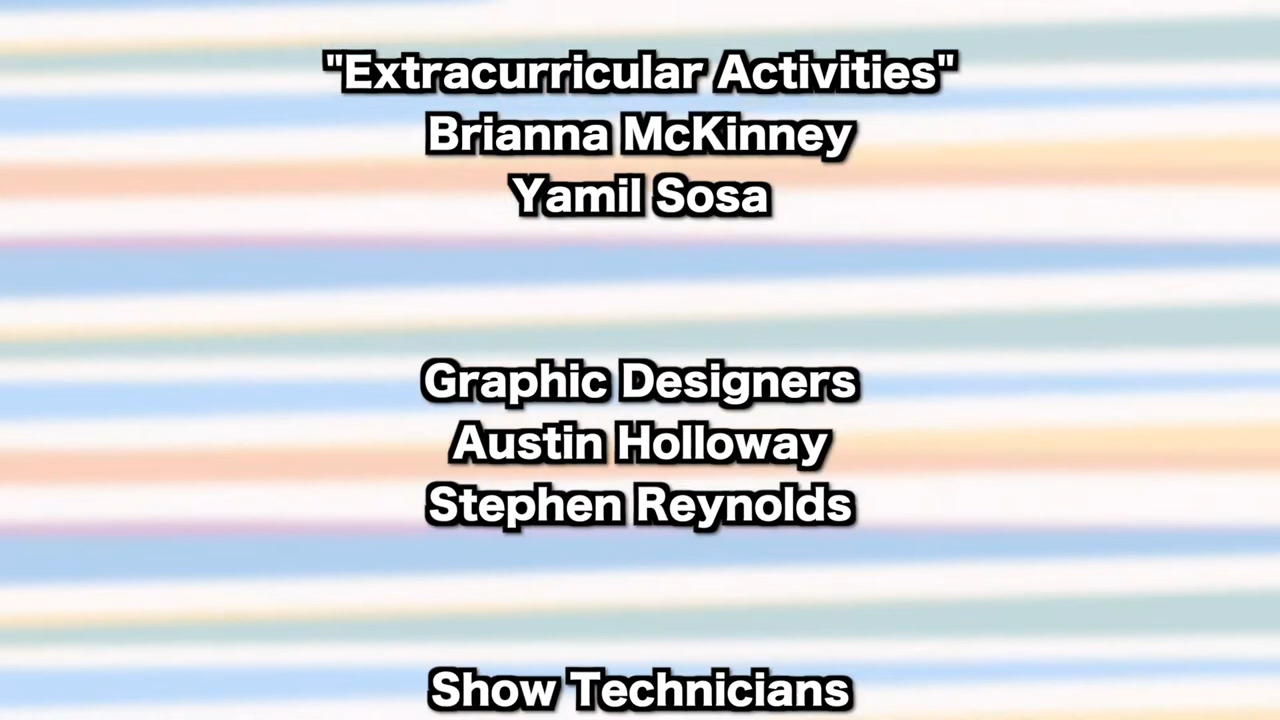 "Extracurricular Activities"
Brianna McKinney
Yamil Sosa
Graphic Designers
Austin Holloway
Stephen Reynolds
Show Technicians